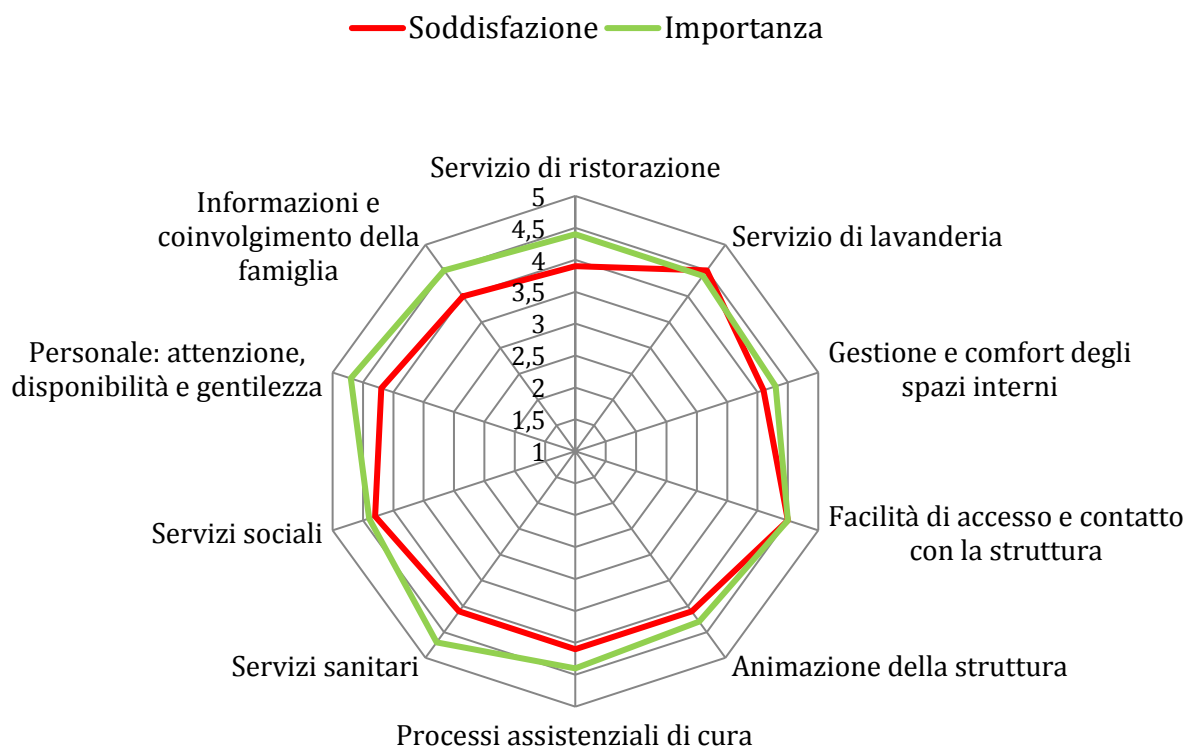 Soddisfazione Importanza
Servizio di ristorazione
Informazioni e
coinvolgimento della
famiglia
Servizio di lavanderia
Personale: attenzione,
disponibilità e gentilezza
Gestione e comfort degli
spazi interni
5
4,5
4
3,5
3
2,5
2
1,5
1
Servizi sociali
Facilità di accesso e contatto
con la struttura
Servizi sanitari
Animazione della struttura
Processi assistenziali di cura